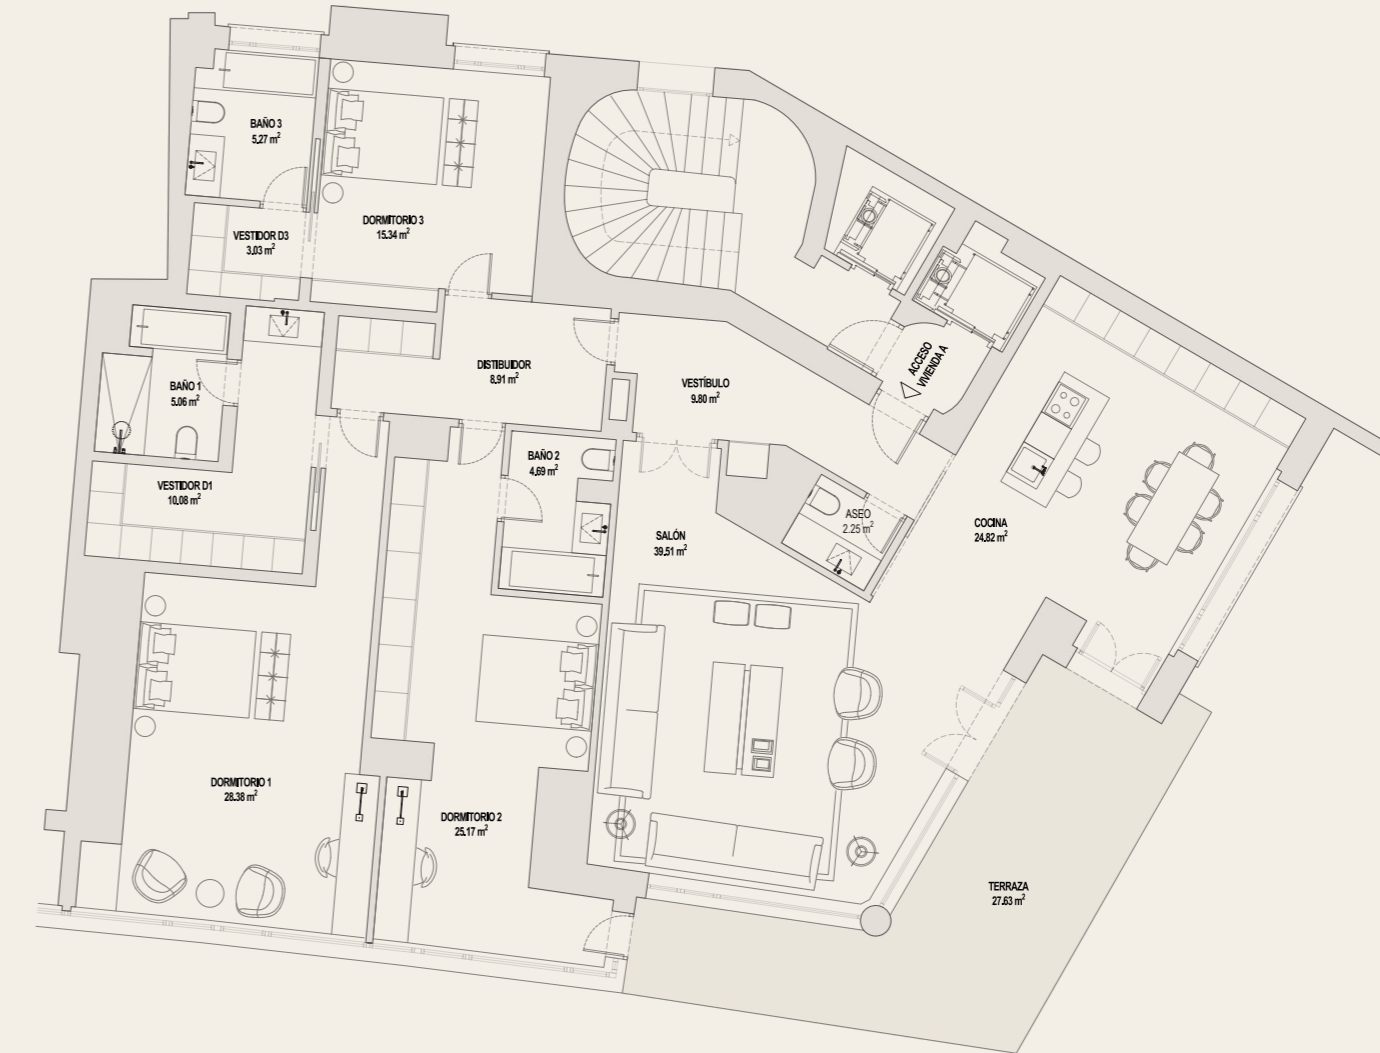 BAÑO 3
5.27 m²
DORMITORIO 3
15.34 m²
VESTIDOR D3
3.03 m²
DISTIBUIDOR
8.91 m²
VESTÍBULO
9.80 m²
ACCESO
VIVIENDA A
BAÑO 1
5.06 m²
BAÑO 2
4.69 m²
VESTIDOR D1
10.08 m²
ASEO
2.25 m²
SALÓN
39.51 m²
COCINA
24.82 m²
DORMITORIO 1
28.38 m²
DORMITORIO 2
25.17 m²
TERRAZA
27.63 m²